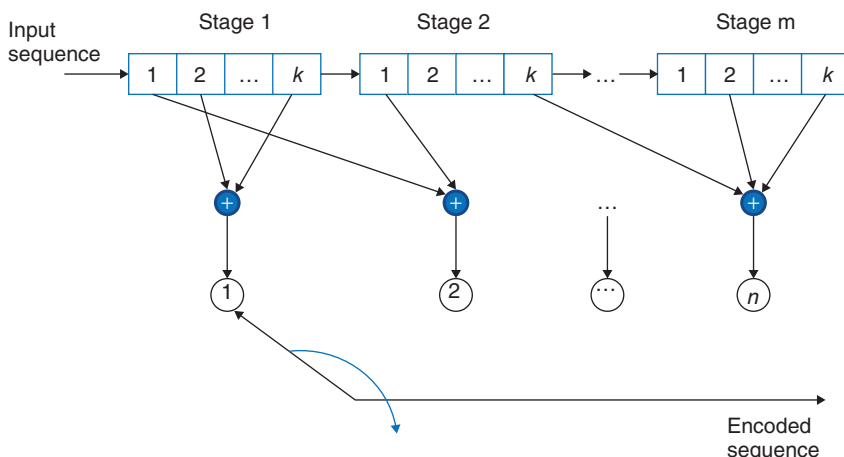 Stage 1 Stage 2 Stage m
Input
sequence
1 2 ... k 1 2 ... k ... 1 2 ... k
+ + ... +
1 2 ... n
Encoded
sequence